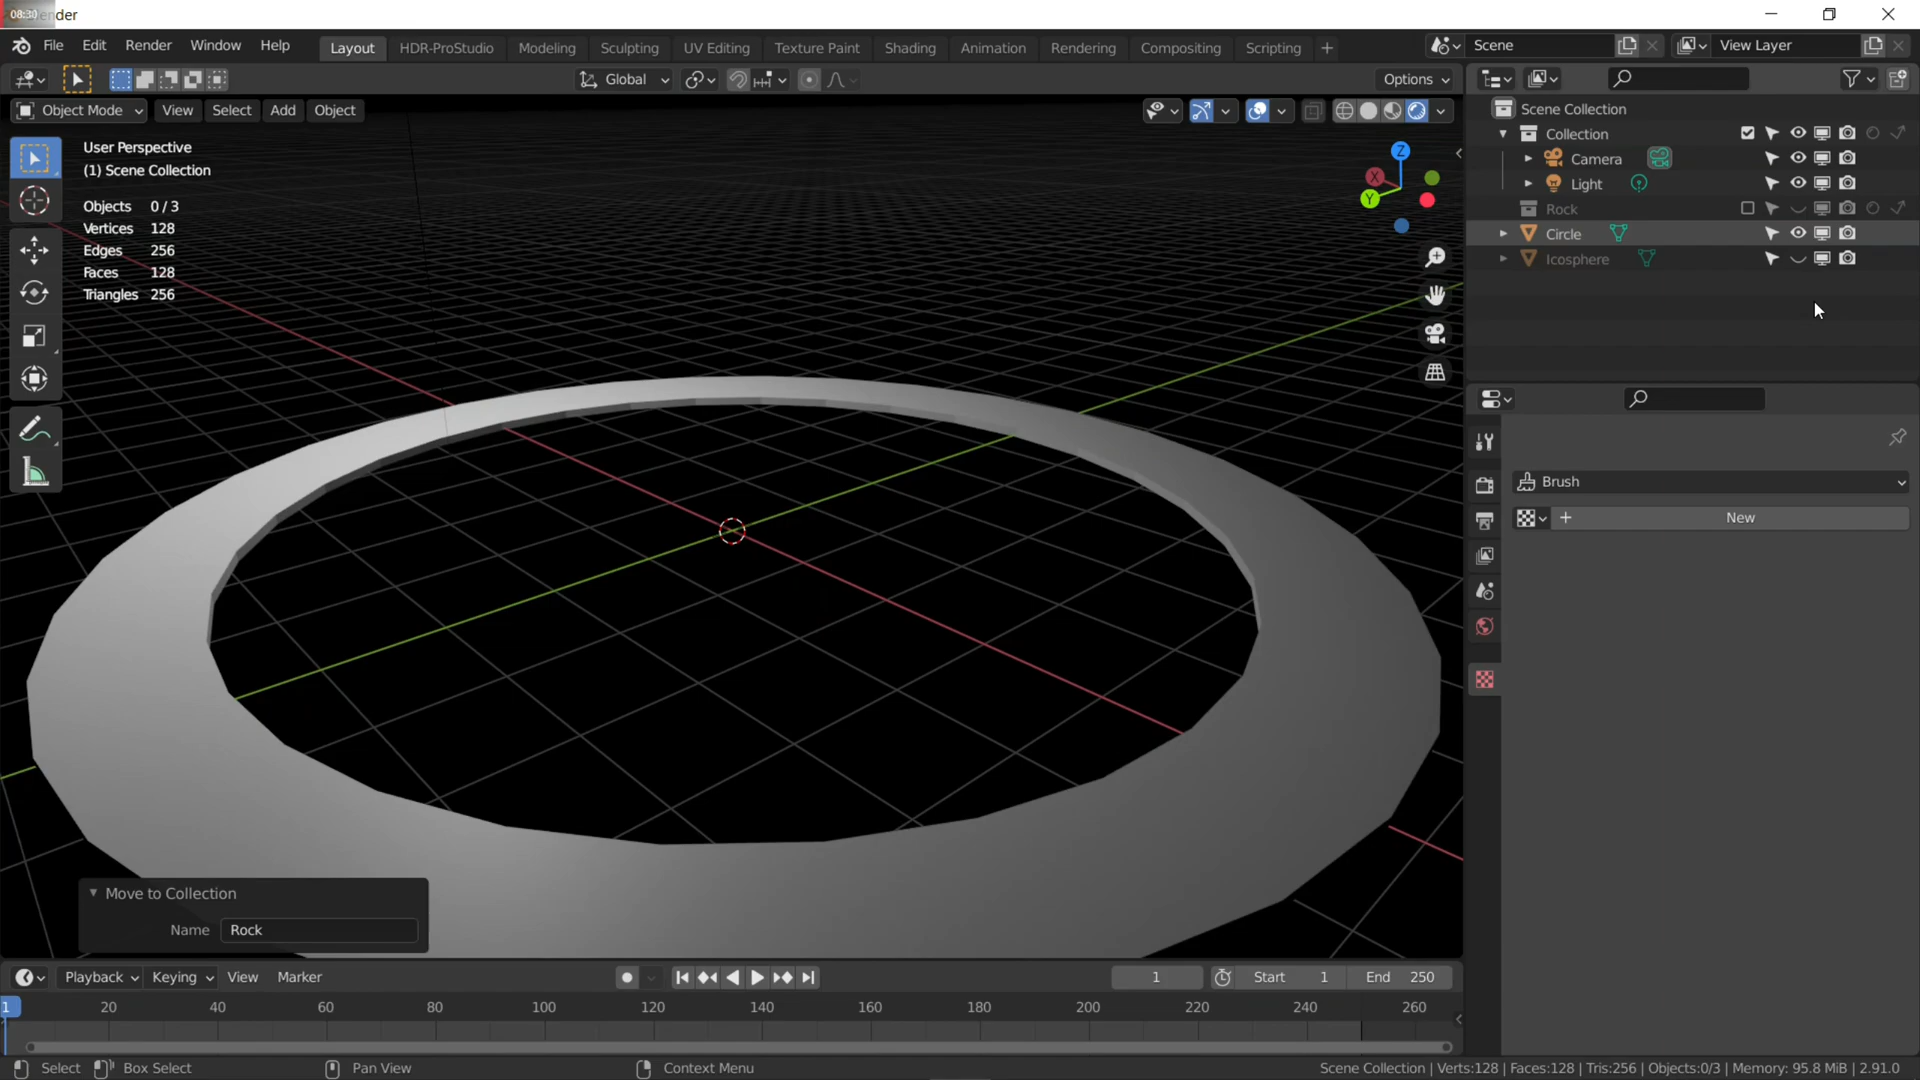 08:30 nder
File Edit Render Window Help Layout HDR-ProStudio Modeling Sculpting UV Editing Texture Paint Shading Animation Rendering Compositing Scripting + Scene View Layer
Global Options
Object Mode View Select Add Object
Scene Collection
Collection
Camera
Light
Rock
Circle
Icosphere
User Perspective
(1) Scene Collection
Objects 0 / 3
Vertices 128
Edges 256
Faces 128
Triangles 256
Z
X
Y
Brush
+ New
Move to Collection
Name Rock
Playback Keying View Marker 1 Start 1 End 250
1 20 40 60 80 100 120 140 160 180 200 220 240 260
Select Box Select Pan View Context Menu Scene Collection | Verts:128 | Faces:128 | Tris:256 | Objects:0/3 | Memory: 95.8 MiB | 2.91.0